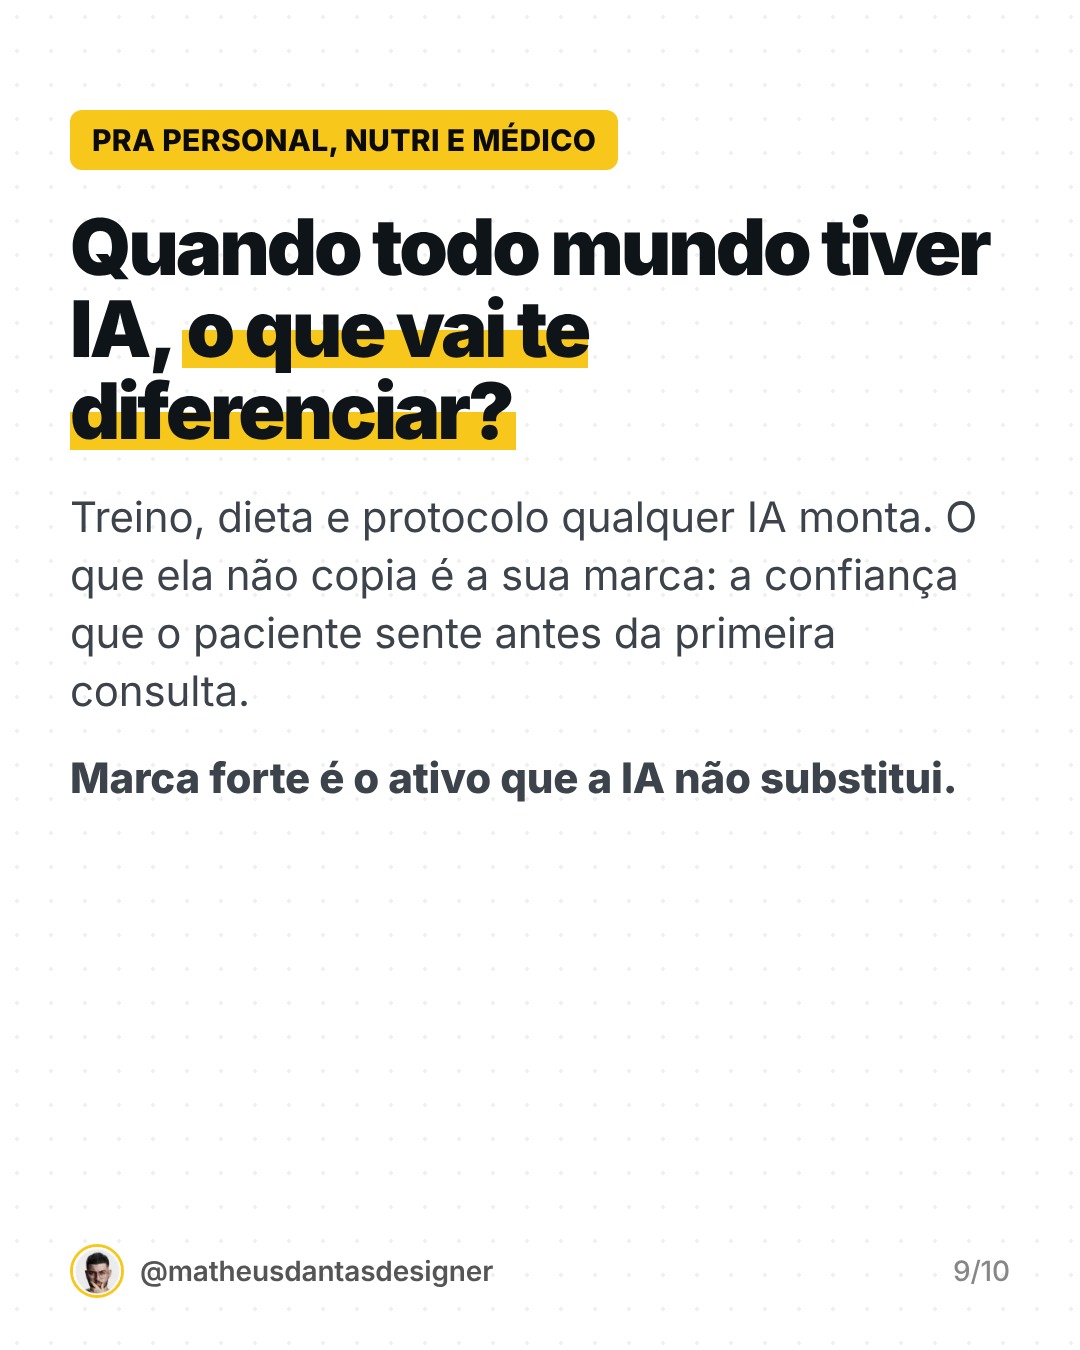 PRA PERSONAL, NUTRI E MÉDICO
Quando todo mundo tiver
IA, o que vai te
diferenciar?
Treino, dieta e protocolo qualquer IA monta. O
que ela não copia é a sua marca: a confiança
que o paciente sente antes da primeira
consulta.
Marca forte é o ativo que a IA não substitui.
@matheusdantasdesigner
9/10